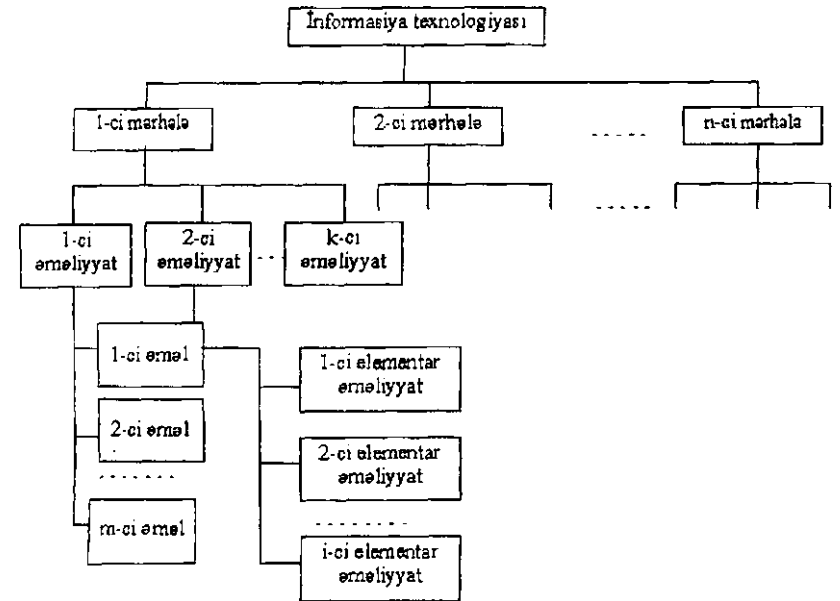 İnformasiya texnologiyası
1-ci mərhələ
2-ci mərhələ
n-ci mərhələ
1-ci
əməliyyat
2-ci
əməliyyat
k-cı
əməliyyat
1-ci əməl
2-ci əməl
m-ci əməl
1-ci elementar
əməliyyat
2-ci elementar
əməliyyat
i-ci elementar
əməliyyat